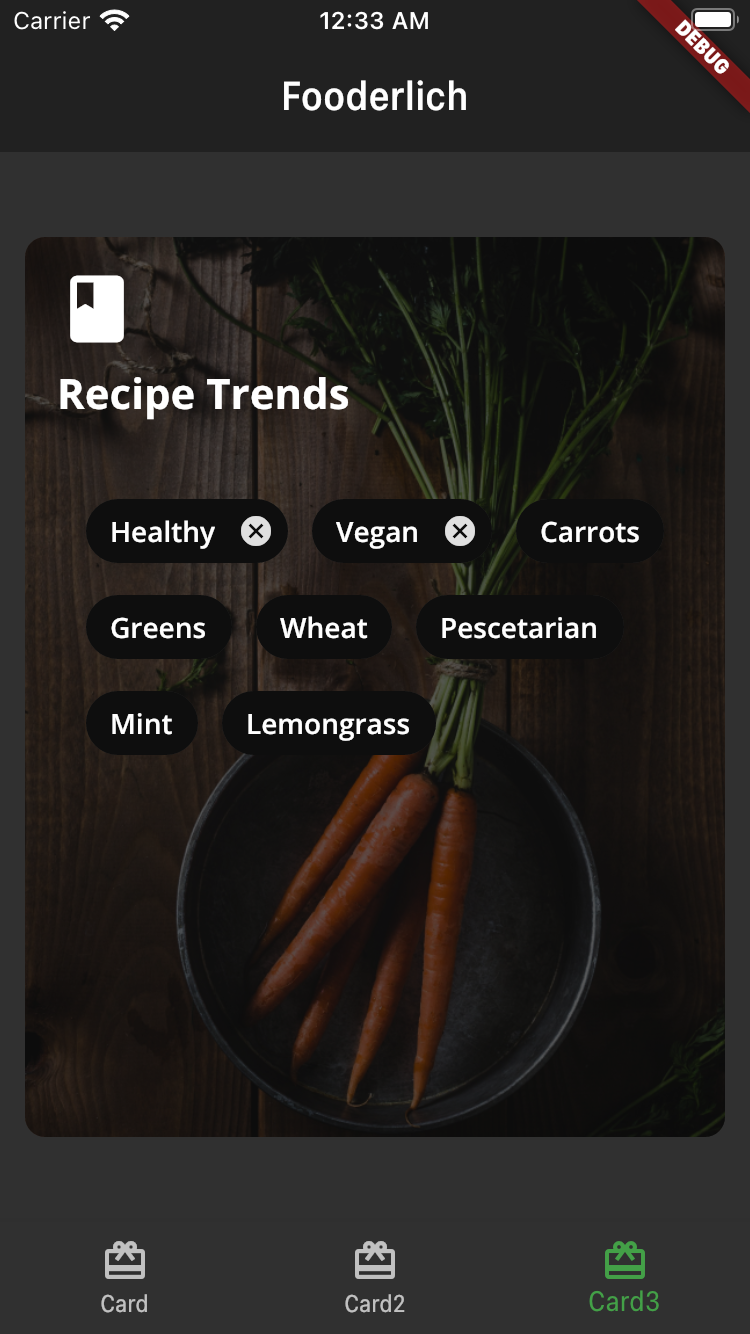 Carrier 12:33 AM
DEBUG
Fooderlich
Recipe Trends
Healthy Vegan Carrots
Greens Wheat Pescetarian
Mint Lemongrass
Card Card2 Card3